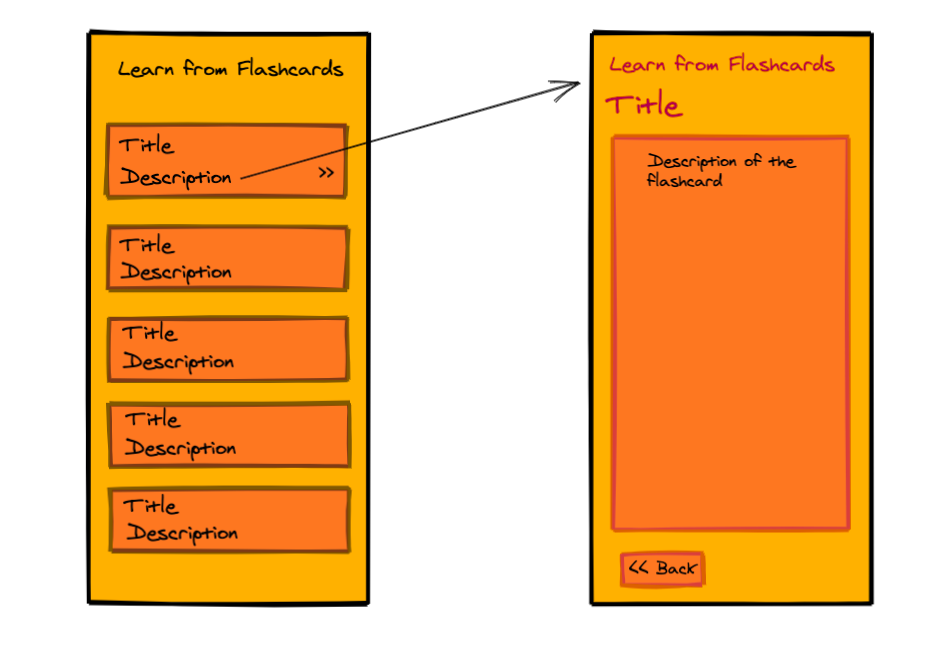 Learn from Flashcards
Title
Description
>>
Title
Description
Title
Description
Title
Description
Title
Description
Learn from Flashcards
Title
Description of the
flashcard
<< Back